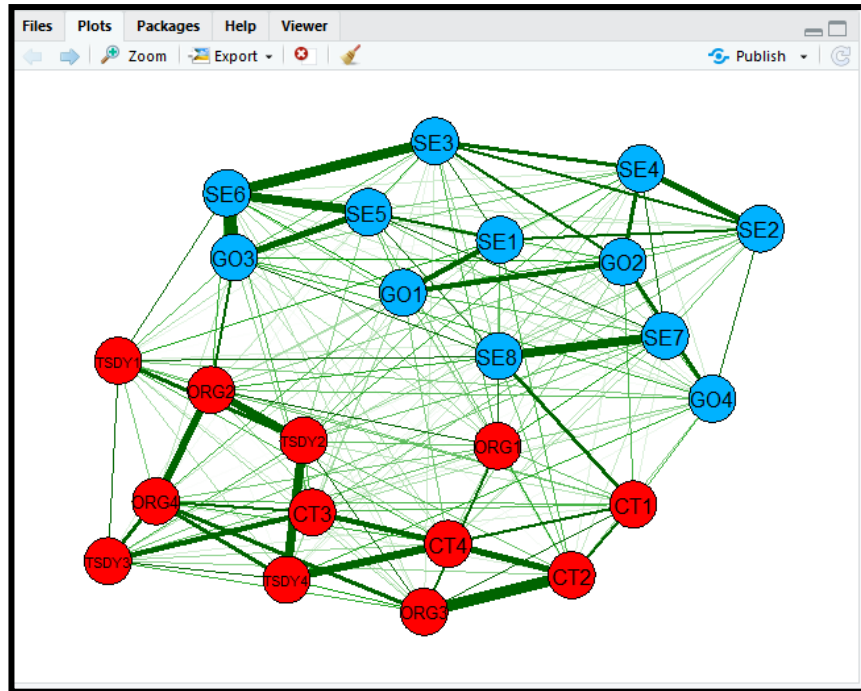 Files Plots Packages Help Viewer
Zoom Export Publish
SE3
SE4
SE6
SE5
SE2
SE1
GO3
GO2
GO1
SE7
SE8
TSDY1
ORG2
GO4
TSDY2
ORG1
ORG4
CT3
CT1
CT4
TSDY3
TSDY4
CT2
ORG3